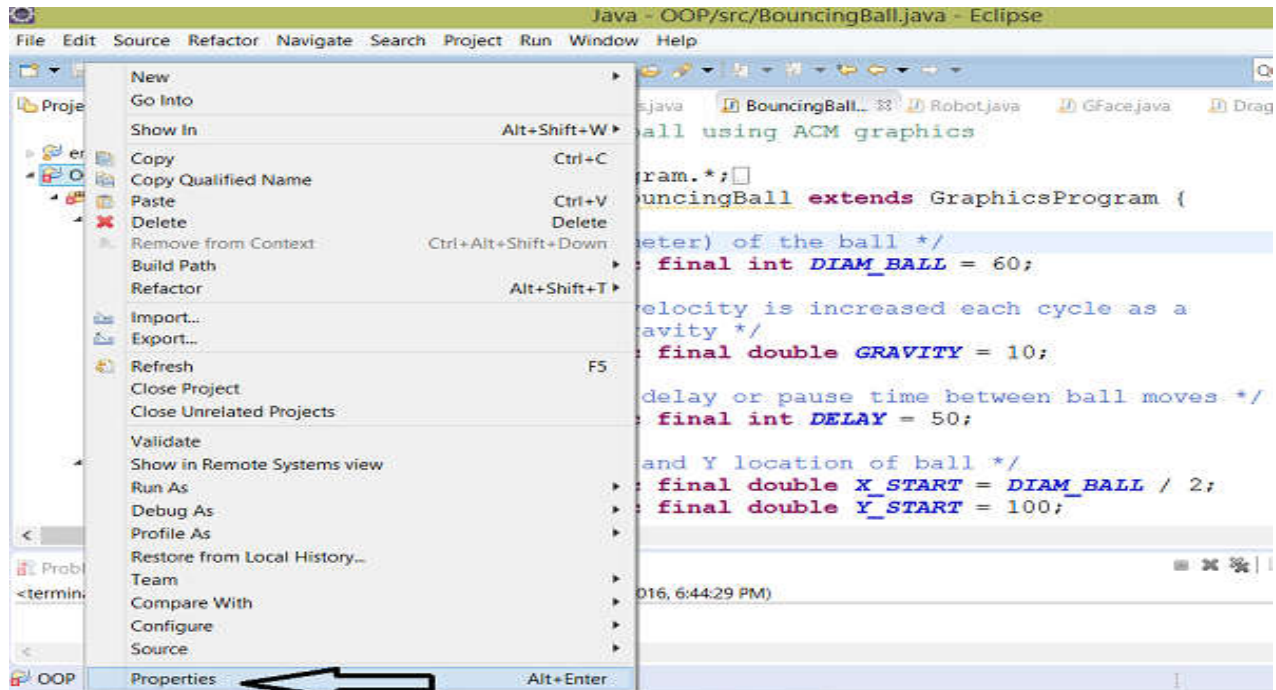 Java - OOP/src/BouncingBall.java - Eclipse
File Edit Source Refactor Navigate Search Project Run Window Help
Proje
s.java BouncingBall... Robot.java GFace.java Drag
New
Go Into
Show In Alt+Shift+W
Copy Ctrl+C
Copy Qualified Name
Paste Ctrl+V
Delete Delete
Remove from Context Ctrl+Alt+Shift+Down
Build Path
Refactor Alt+Shift+T
Import...
Export...
Refresh F5
Close Project
Close Unrelated Projects
Validate
Show in Remote Systems view
Run As
Debug As
Profile As
Restore from Local History...
Team
Compare With
Configure
Source
Properties Alt+Enter
all using ACM graphics
ram.*;
uncingBall extends GraphicsProgram {
eter) of the ball */
final int DIAM_BALL = 60;
elocity is increased each cycle as a
avity */
final double GRAVITY = 10;
delay or pause time between ball moves */
final int DELAY = 50;
and Y location of ball */
final double X_START = DIAM_BALL / 2;
final double Y_START = 100;
Probl
<termina
016, 6:44:29 PM)
OOP